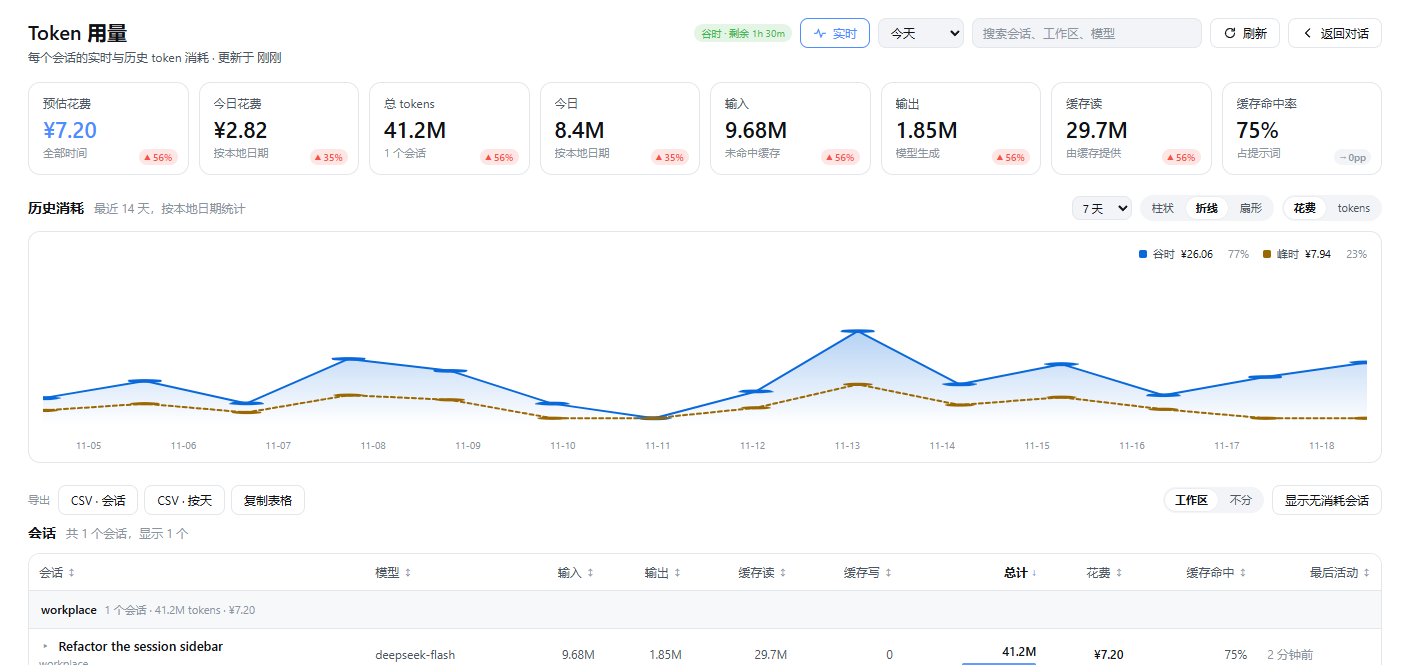 Token 用量
每个会话的实时与历史 token 消耗 · 更新于 刚刚
谷时 · 剩余 1h 30m
实时
今天
搜索会话、工作区、模型
刷新
返回对话
预估花费
¥7.20
全部时间
▲ 56%
今日花费
¥2.82
按本地日期
▲ 35%
总 tokens
41.2M
1 个会话
▲ 56%
今日
8.4M
按本地日期
▲ 35%
输入
9.68M
未命中缓存
▲ 56%
输出
1.85M
模型生成
▲ 56%
缓存读
29.7M
由缓存提供
▲ 56%
缓存命中率
75%
占提示词
→ 0pp
历史消耗 最近 14 天，按本地日期统计
7 天
柱状 折线 扇形
花费 tokens
谷时 ¥26.06 77% 峰时 ¥7.94 23%
11-05 11-06 11-07 11-08 11-09 11-10 11-11 11-12 11-13 11-14 11-15 11-16 11-17 11-18
导出 CSV · 会话 CSV · 按天 复制表格
工作区 不分 显示无消耗会话
会话 共 1 个会话，显示 1 个
会话 ↕ 模型 ↕ 输入 ↕ 输出 ↕ 缓存读 ↕ 缓存写 ↕ 总计 ↓ 花费 ↕ 缓存命中 ↕ 最后活动 ↕
workplace 1 个会话 · 41.2M tokens · ¥7.20
Refactor the session sidebar deepseek-flash 9.68M 1.85M 29.7M 0 41.2M ¥7.20 75% 2 分钟前
workplace